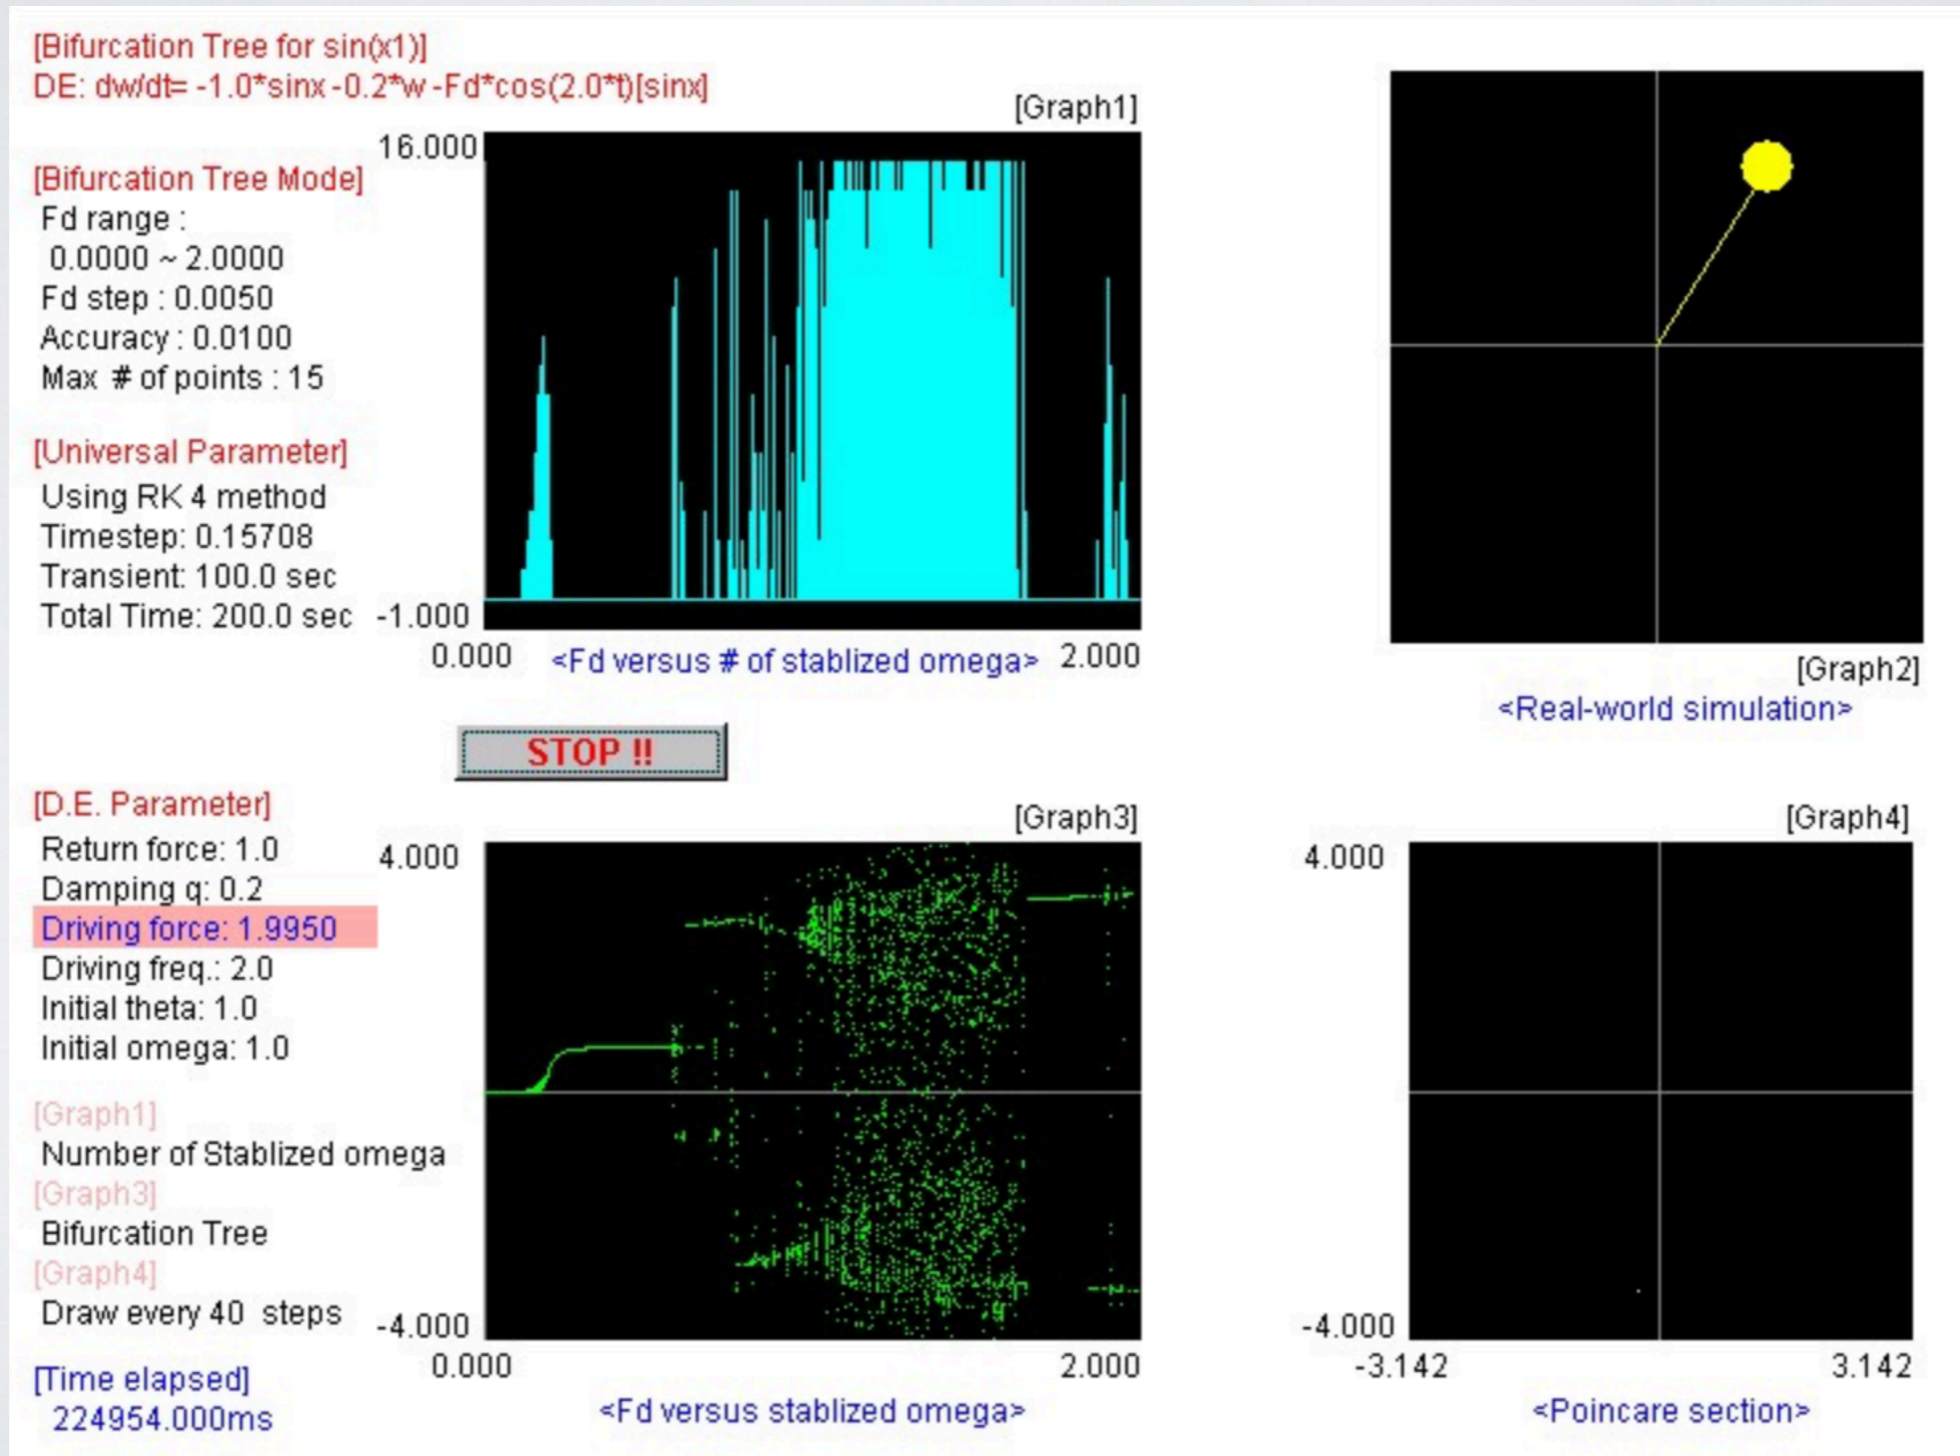 [Bifurcation Tree for sin(x1)]
DE: dw/dt= -1.0*sinx -0.2*w -Fd*cos(2.0*t)[sinx]
[Graph1]
16.000
[Bifurcation Tree Mode]
Fd range :
0.0000 ~ 2.0000
Fd step : 0.0050
Accuracy : 0.0100
Max # of points : 15
[Universal Parameter]
Using RK 4 method
Timestep: 0.15708
Transient: 100.0 sec
Total Time: 200.0 sec
-1.000
0.000
<Fd versus # of stablized omega>
2.000
[Graph2]
<Real-world simulation>
STOP !!
[D.E. Parameter]
Return force: 1.0
Damping q: 0.2
Driving force: 1.9950
Driving freq.: 2.0
Initial theta: 1.0
Initial omega: 1.0
[Graph1]
Number of Stablized omega
[Graph3]
Bifurcation Tree
[Graph4]
Draw every 40 steps
[Time elapsed]
224954.000ms
[Graph3]
4.000
-4.000
0.000
2.000
<Fd versus stablized omega>
[Graph4]
4.000
-4.000
-3.142
3.142
<Poincare section>